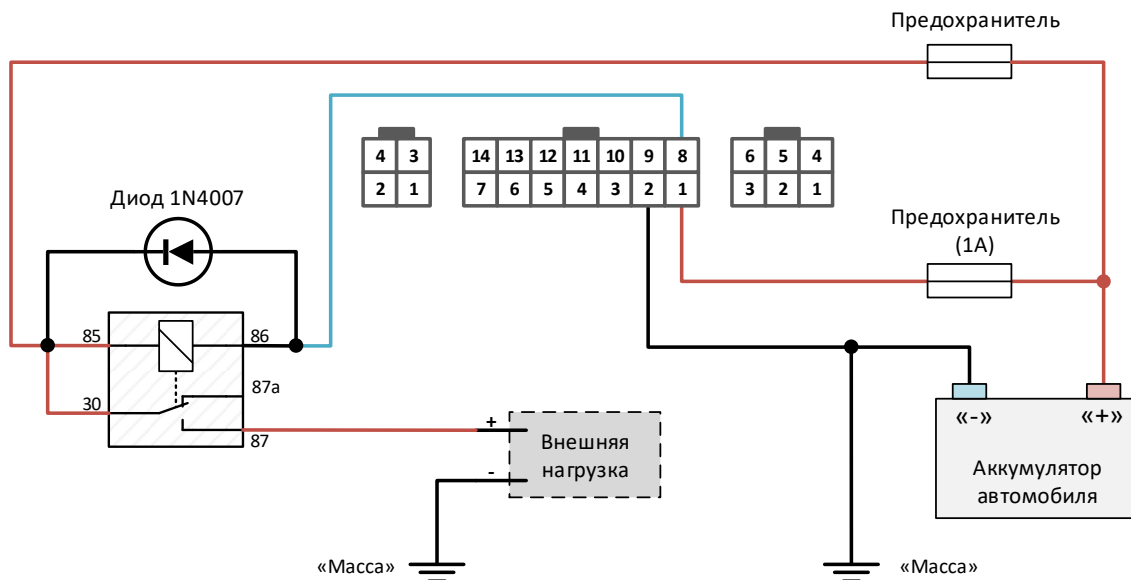 Предохранитель
4 3
14 13 12 11 10 9 8
6 5 4
2 1
7 6 5 4 3 2 1
3 2 1
Диод 1N4007
Предохранитель
(1А)
85
86
87a
30
87
+
-
Внешняя
нагрузка
«-»
«+»
Аккумулятор
автомобиля
«Масса»
«Масса»